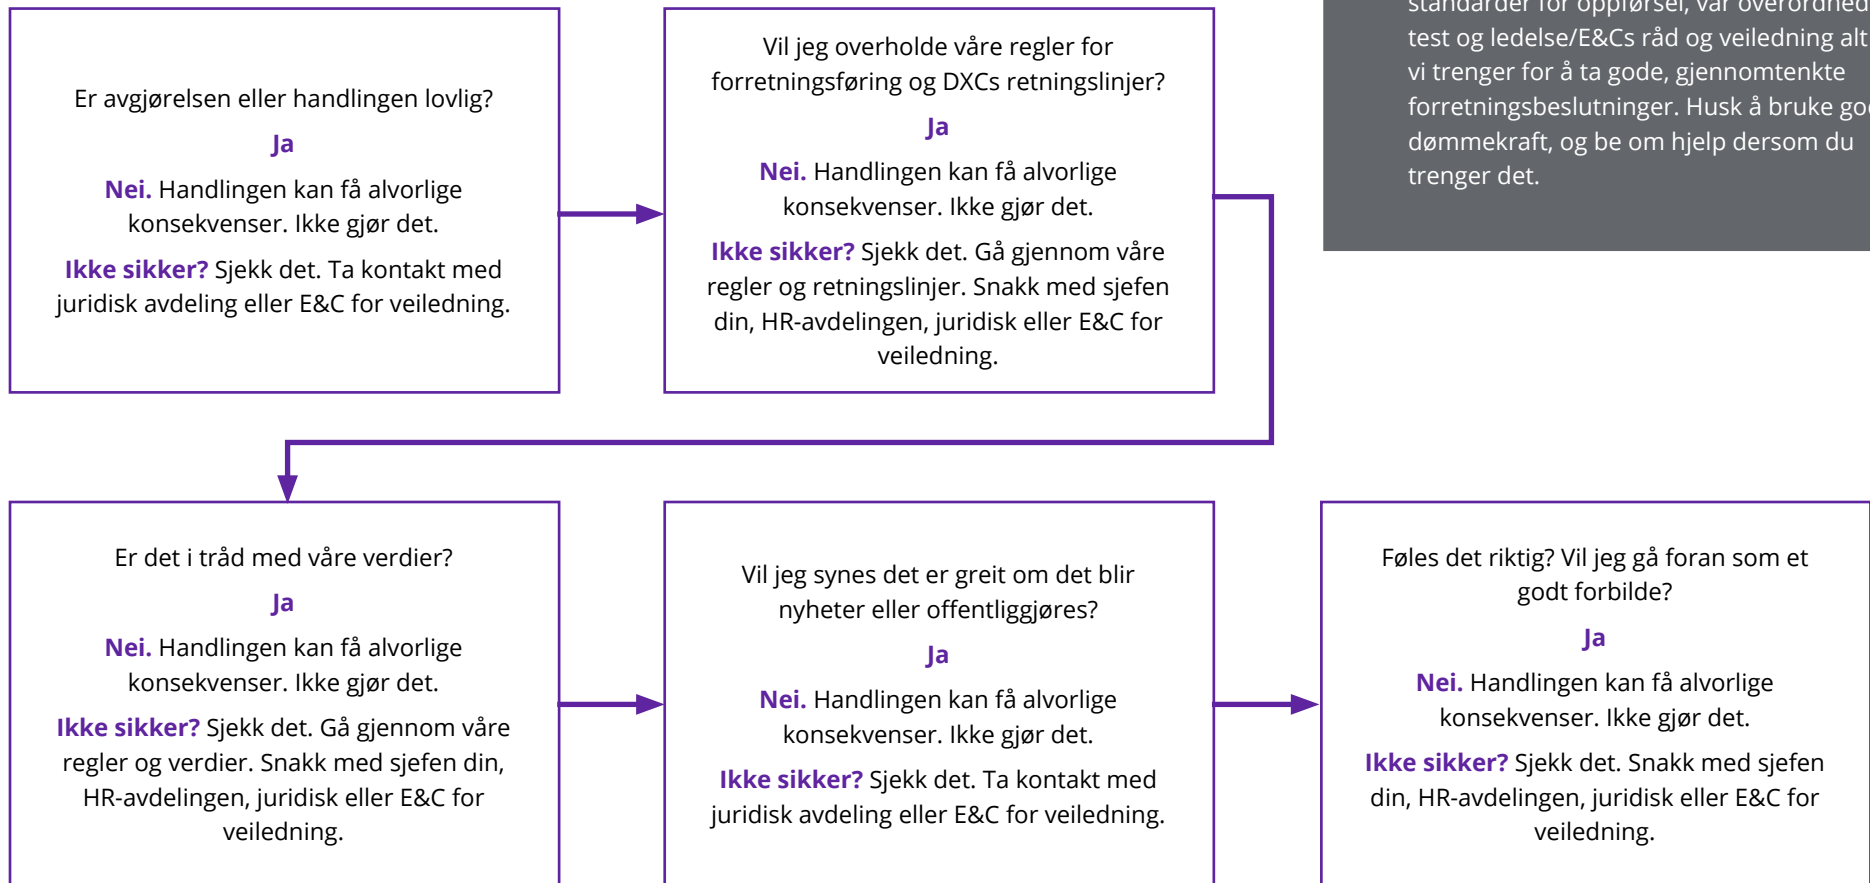 Er avgjørelsen eller handlingen lovlig?
Ja
Nei. Handlingen kan få alvorlige
konsekvenser. Ikke gjør det.
Ikke sikker? Sjekk det. Ta kontakt med
juridisk avdeling eller E&C for veiledning.
Vil jeg overholde våre regler for
forretningsføring og DXCs retningslinjer?
Ja
Nei. Handlingen kan få alvorlige
konsekvenser. Ikke gjør det.
Ikke sikker? Sjekk det. Gå gjennom våre
regler og retningslinjer. Snakk med sjefen
din, HR-avdelingen, juridisk eller E&C for
veiledning.
standarder for oppførsel, vår
test og ledelse/E&Cs råd og veiledning alt
vi trenger for å ta gode, gjennomtenkte
forretningsbeslutninger. Husk å bruke
dømmekraft, og be om hjelp dersom du
trenger det.
Er det i tråd med våre verdier?
Ja
Nei. Handlingen kan få alvorlige
konsekvenser. Ikke gjør det.
Ikke sikker? Sjekk det. Gå gjennom våre
regler og verdier. Snakk med sjefen din,
HR-avdelingen, juridisk eller E&C for
veiledning.
Vil jeg synes det er greit om det blir
nyheter eller offentliggjøres?
Ja
Nei. Handlingen kan få alvorlige
konsekvenser. Ikke gjør det.
Ikke sikker? Sjekk det. Ta kontakt med
juridisk avdeling eller E&C for veiledning.
Føles det riktig? Vil jeg gå foran som et
godt forbilde?
Ja
Nei. Handlingen kan få alvorlige
konsekvenser. Ikke gjør det.
Ikke sikker? Sjekk det. Snakk med sjefen
din, HR-avdelingen, juridisk eller E&C for
veiledning.